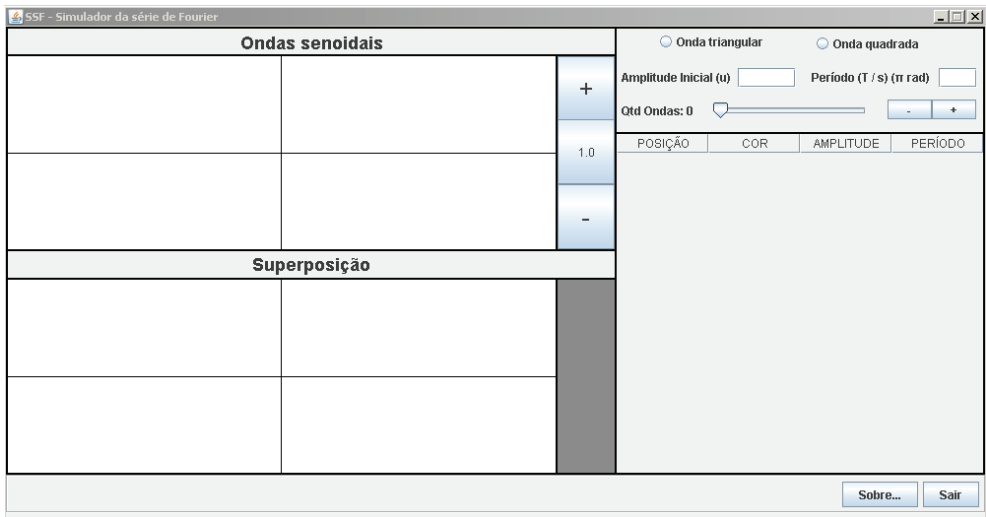 SSF - Simulador da série de Fourier
Ondas senoidais
+
1.0
-
Superposição
Onda triangular Onda quadrada
Amplitude Inicial (u) Período (T / s) (π rad)
Qtd Ondas: 0 - +
POSIÇÃO COR AMPLITUDE PERÍODO
Sobre... Sair